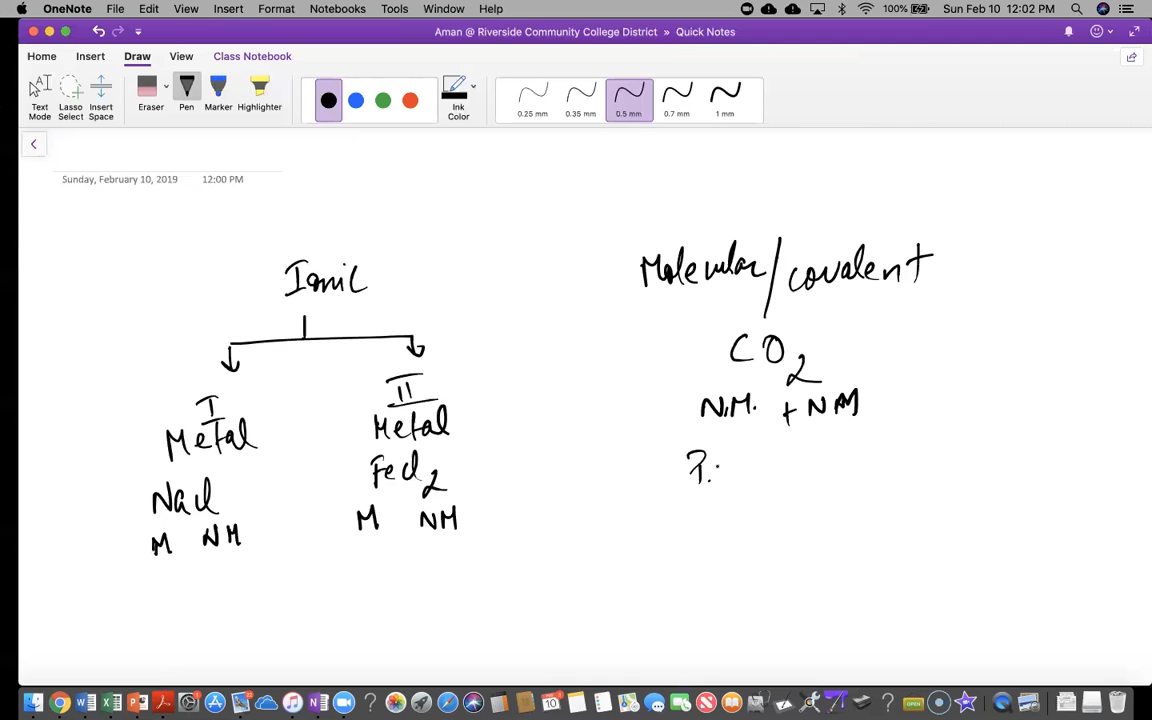 OneNote File Edit View Insert Format Notebooks Tools Window Help 100% Sun Feb 10 12:02 PM
Aman @ Riverside Community College District » Quick Notes
Home Insert Draw View Class Notebook
Text Mode Lasso Select Insert Space Eraser Pen Marker Highlighter Ink Color 0.25 mm 0.35 mm 0.5 mm 0.7 mm 1 mm
Sunday, February 10, 2019 12:00 PM
Ionic
I
Metal
NaCl
M NM
II
Metal
FeCl2
M NM
Molecular/covalent
CO2
N.M. + NM
OPEN